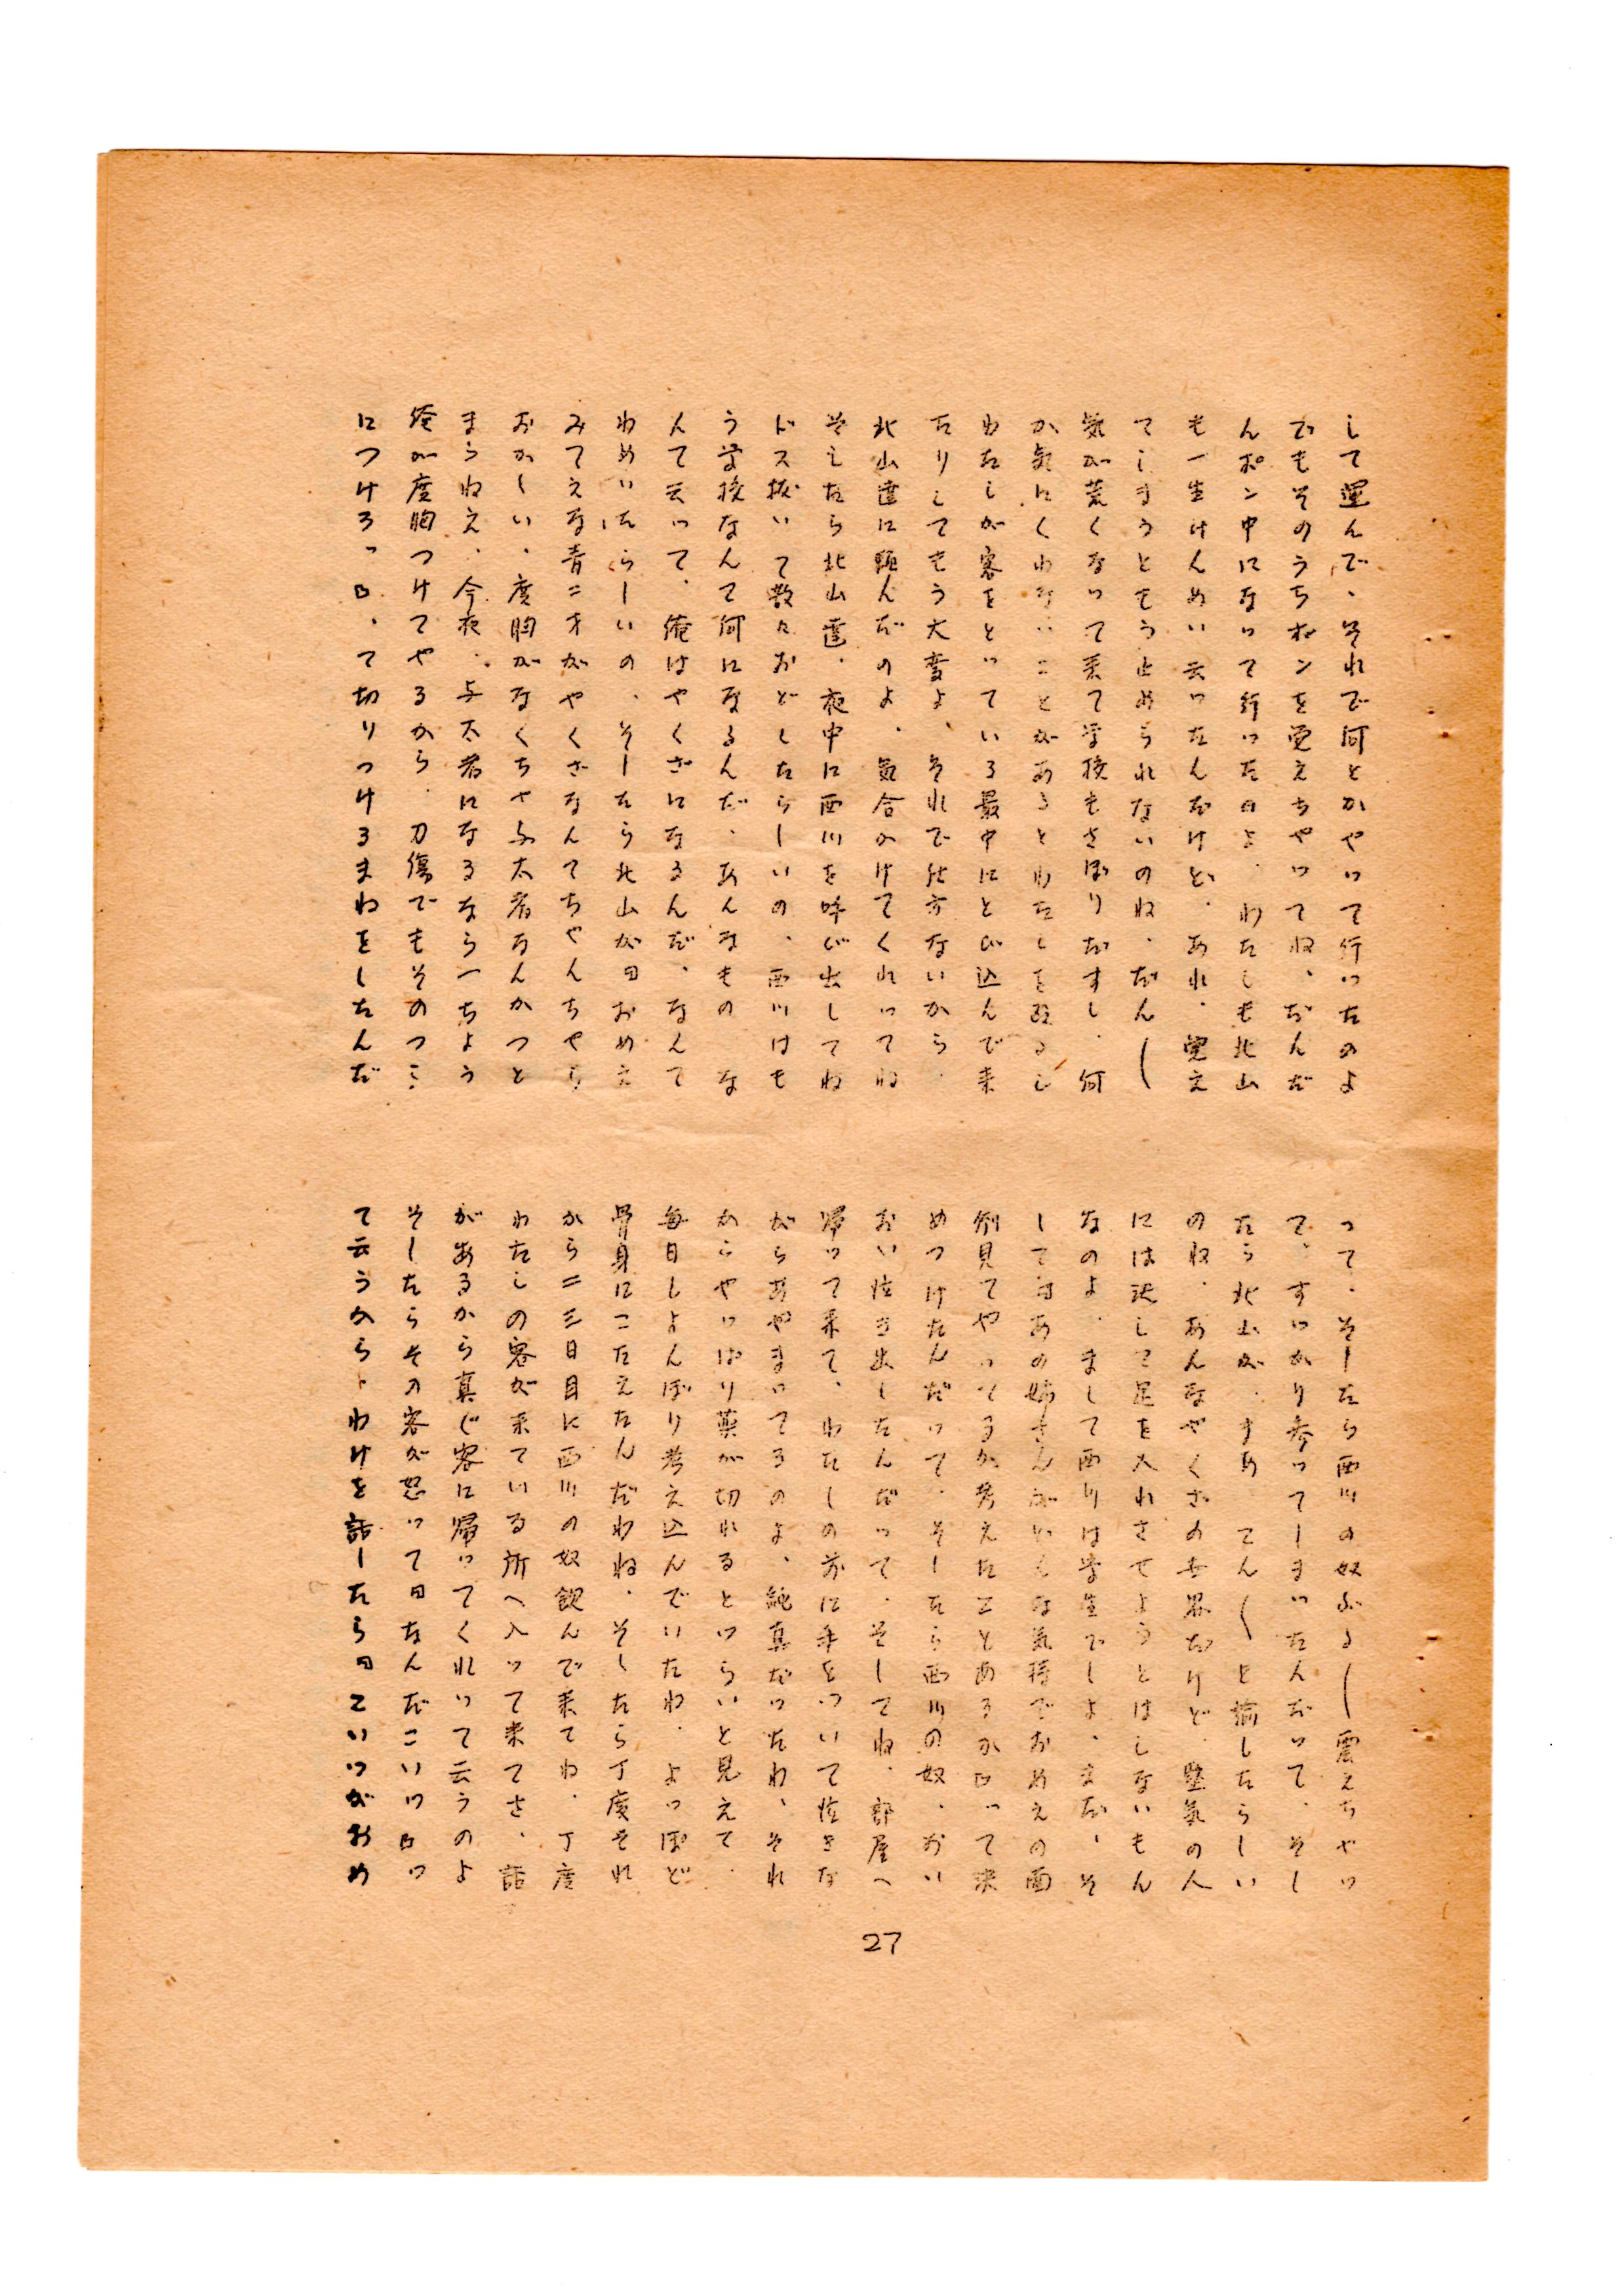 して運んで、それで何とかやって行ったのよ
でもそのうちポンを覚えちゃってね、だんだ
んポン中になって行ったのよ、わたしも北山
も一生けんめい云ったんだけど、あれ、覚え
てしまうともう止められないのね、だん〳〵
気が荒くなって来て学校もさぼりだすし、何
か気にくわないことがあるとわたしを殴るし
わたしが客をとっている最中にとび込んで来
たりしてもう大変よ、それで仕方ないから、
北山達に頼んだのよ、気合かけてくれってね
そしたら北山達、夜中に西川を呼び出してね
ドス抜いて散々おどしたらしいの、西川はも
う学校なんて何になるんだ、あんなもの な
んて云って、俺はやくざになるんだ、なんて
わめいたらしいの、そしたら北山が『おめえ
みてえな青二才がやくざなんてちゃんちゃら
おかしい、度胸がなくちゃ与太者なんかつと
まらねえ、今夜、与太者になるなら一ちょう
俺が度胸つけてやるから、刀傷でもそのつら
につけろっ』、て切りつけるまねをしたんだ
って、そしたら西川の奴ぶる〳〵震えちゃっ
て、すっかり参ってしまったんだって、そし
たら北山が、まあ、てん〳〵と諭したらしい
のね、あんなやくざの世界だけど、堅気の人
には決して足を入れさせようとはしないもん
なのよ、まして西川は学生でしょ、まだ、そ
して『あの姉さんがどんな気持でおめえの面
倒見てやってるか考えたことあるか』って決
めつけたんだって、そしたら西川の奴、おい
おい泣き出したんだって、そしてね、部屋へ
帰って来て、わたしの前に手をついて泣きな
がらあやまってるのよ、純真だったわ、それ
からやっぱり薬が切れるとつらいと見えて、
毎日しょんぼり考え込んでいたわ、よっぽど
骨身にこたえたんだわね、そしたら丁度それ
から二三日目に西川の奴飲んで来てね、丁度
わたしの客が来ている所へ入って来てさ、話
があるから真ぐ客に帰ってくれって云うのよ
そしたらその客が怒って『なんだこいつ』っ
て云うから、わけを話したら『こいつがおめ
27